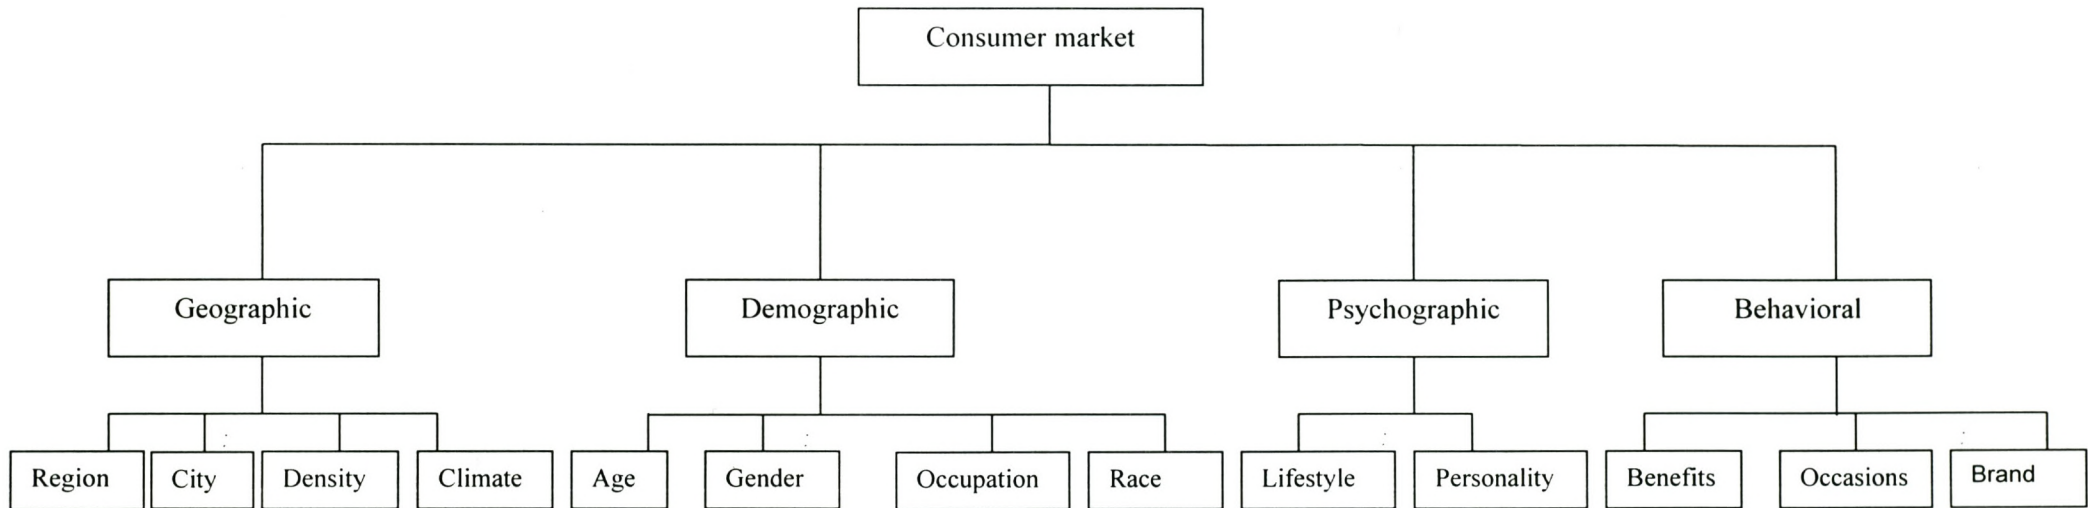 Consumer market
Geographic
Demographic
Psychographic
Behavioral
Region
City
Density
Climate
Age
Gender
Occupation
Race
Lifestyle
Personality
Benefits
Occasions
Brand